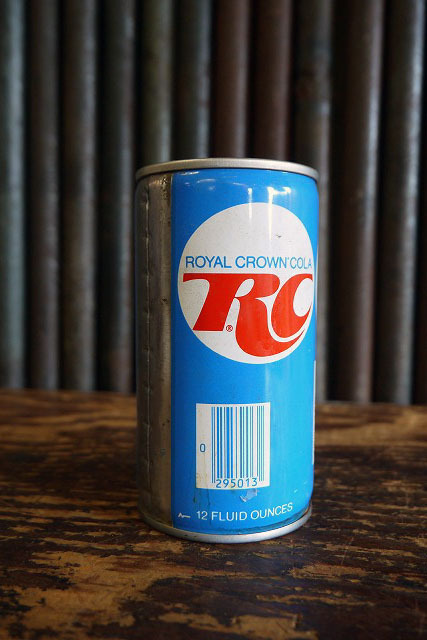 ROYAL CROWN COLA
RC®
0
295013
12 FLUID OUNCES